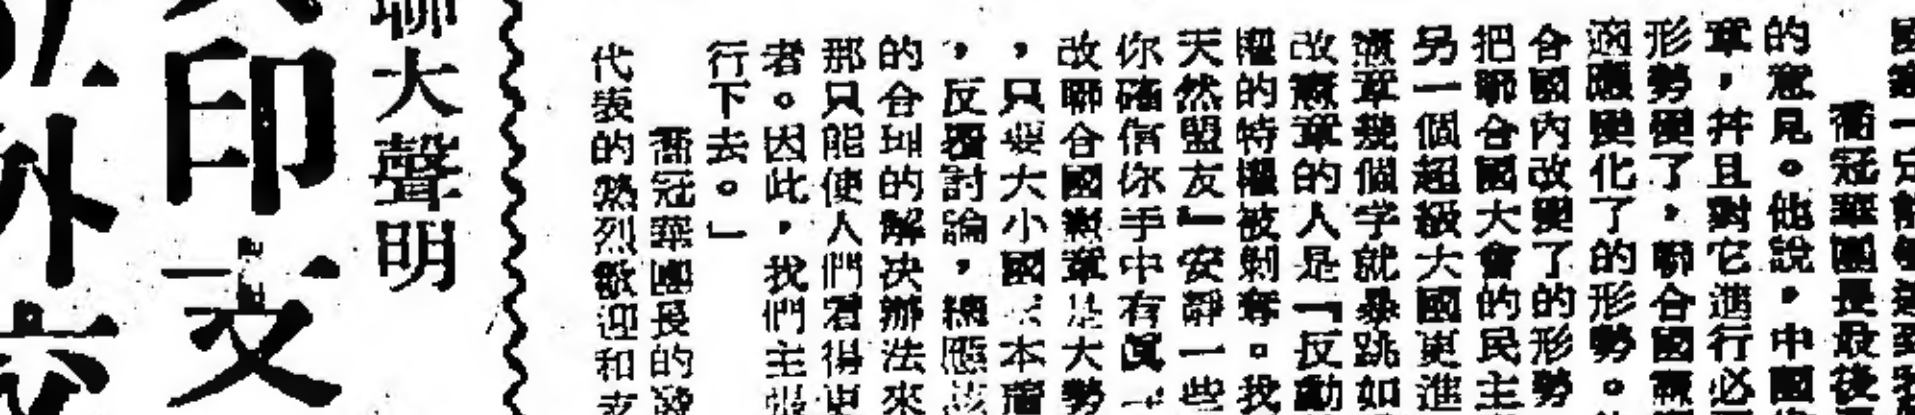 喬冠華團長最後
的意見。他說，中國
章，幷且對它進行必
形勢變了，聯合國憲
適應變化了的形勢。
合國內改變了的形勢
把聯合國大會的民主
另一個超級大國更進
憲章幾個字就暴跳如
改憲章的人是「反動
權的特權被剝奪。我
天然盟友』安靜一些
你確信你手中有眞一
改聯合國憲章是大勢
，只要大小國 本着
，反覆討論，總應該
的合理的解決辦法來
那只能使人們看得更
者。因此，我們主張
行下去。」
喬冠華團長的發
代表的熱烈歡迎和支
聯大聲明
印支
外交